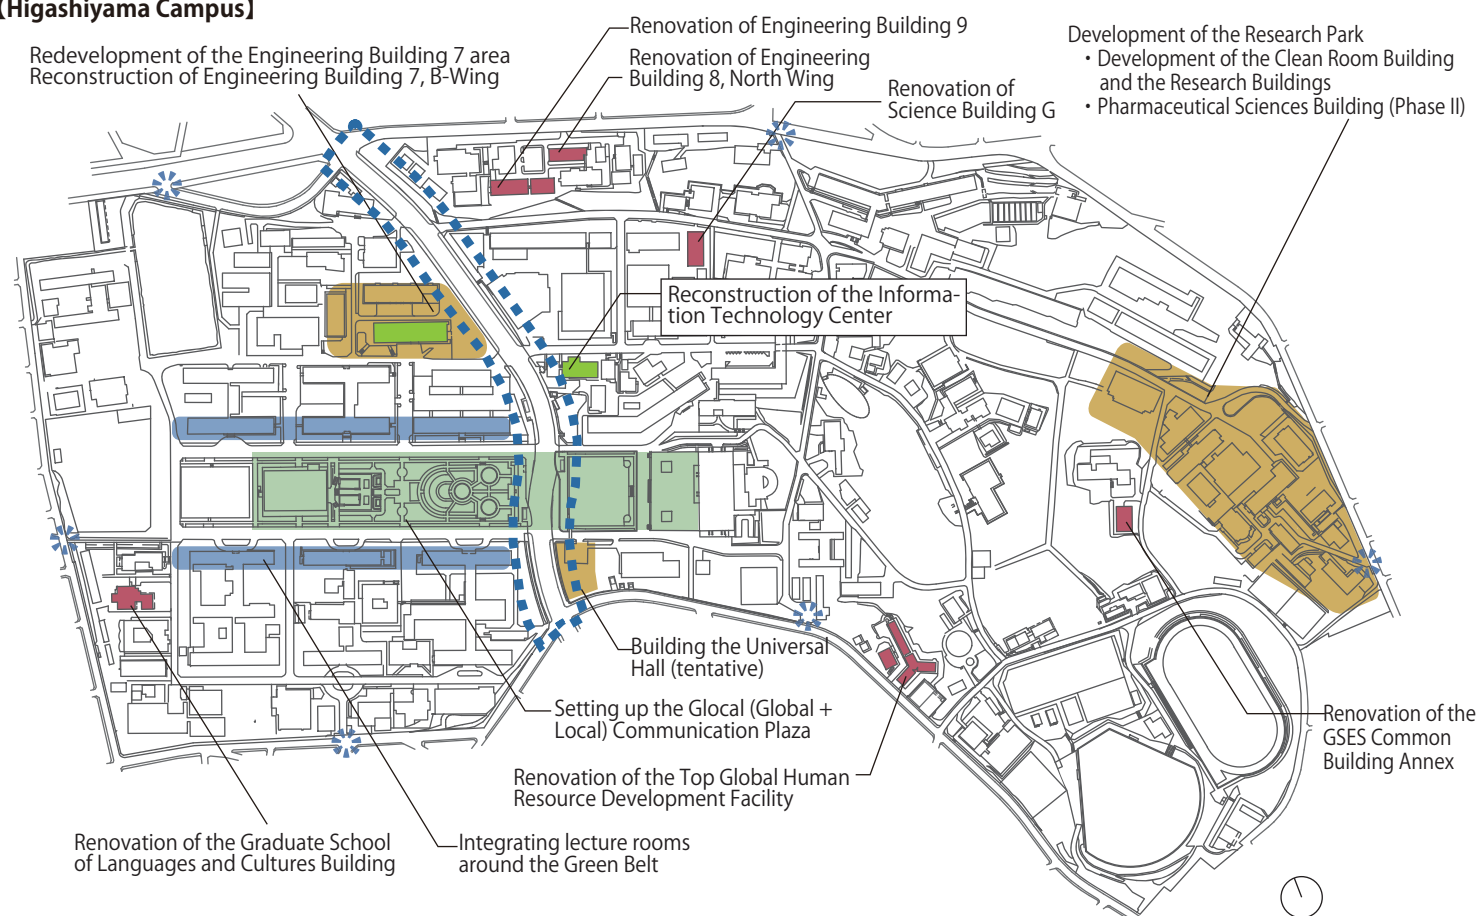 【Higashiyama Campus】
Redevelopment of the Engineering Building 7 area
Reconstruction of Engineering Building 7, B-Wing
Renovation of Engineering Building 9
Renovation of Engineering
Building 8, North Wing
Renovation of
Science Building G
Development of the Research Park
・Development of the Clean Room Building
and the Research Buildings
・Pharmaceutical Sciences Building (Phase II)
Reconstruction of the Informa-
tion Technology Center
Building the Universal
Hall (tentative)
Setting up the Glocal (Global +
Local) Communication Plaza
Renovation of the Top Global Human
Resource Development Facility
Renovation of the
GSES Common
Building Annex
Renovation of the Graduate School
of Languages and Cultures Building
Integrating lecture rooms
around the Green Belt